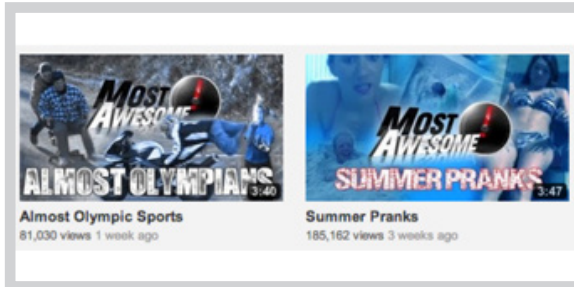 MOST
AWESOME
ALMOST OLYMPIANS
3:40
Almost Olympic Sports
81,030 views 1 week ago
MOST
AWESOME
SUMMER PRANKS
3:47
Summer Pranks
185,162 views 3 weeks ago